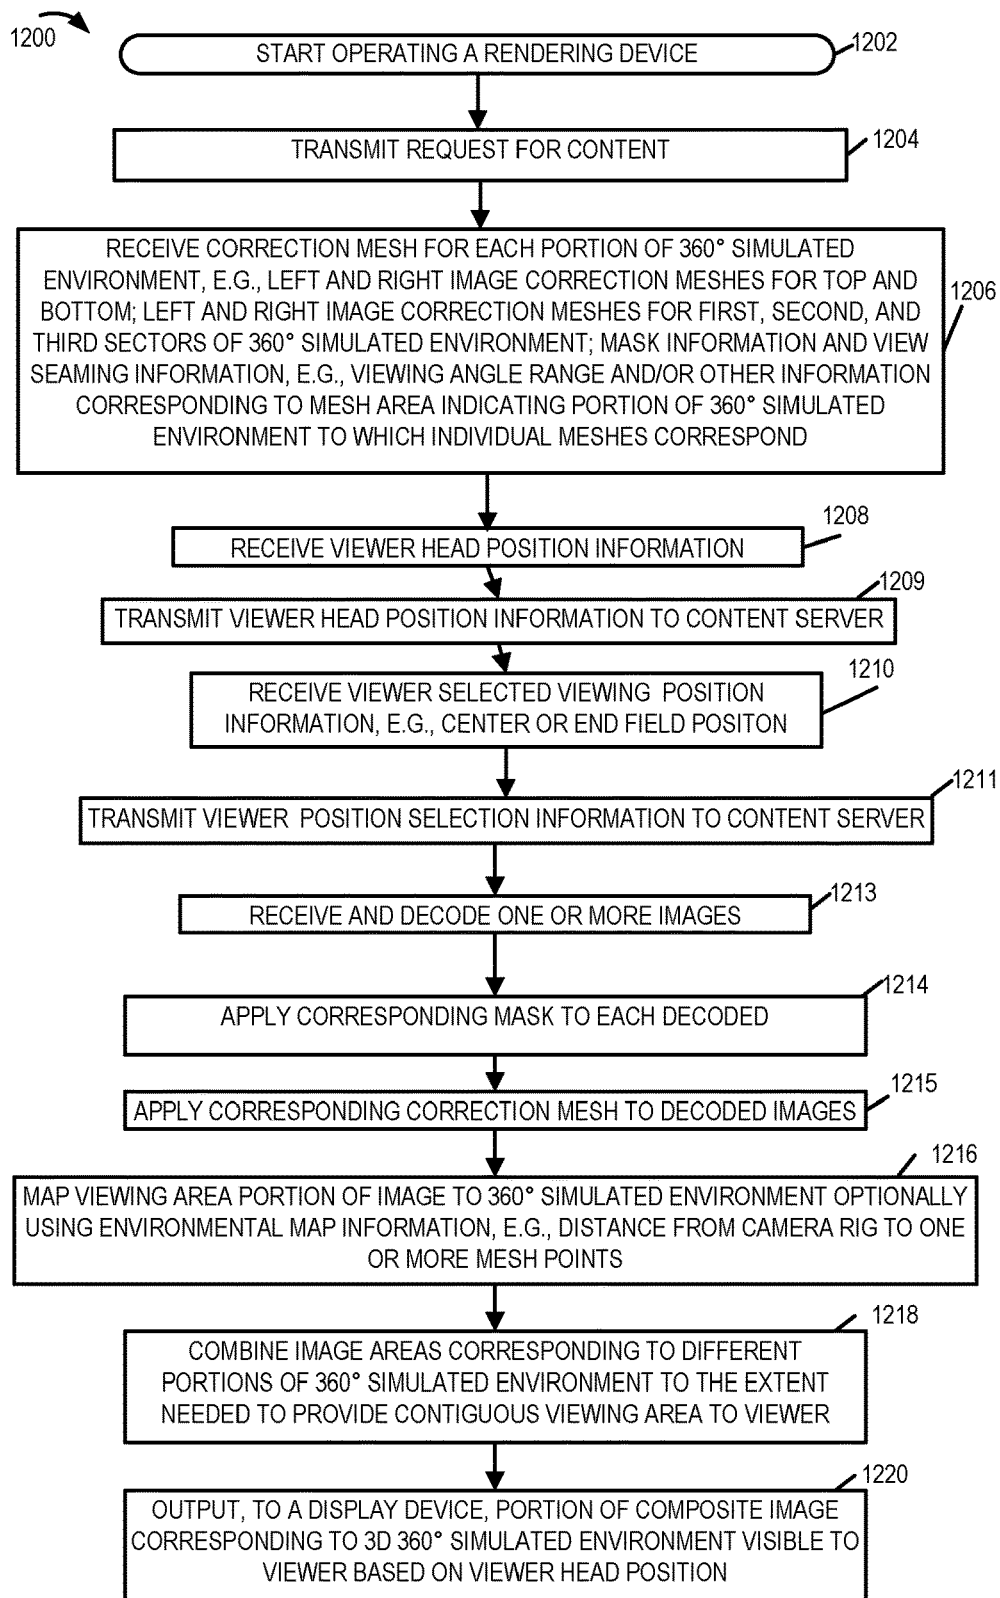 1200
START OPERATING A RENDERING DEVICE
1202
TRANSMIT REQUEST FOR CONTENT
1204
RECEIVE CORRECTION MESH FOR EACH PORTION OF 360° SIMULATED
ENVIRONMENT, E.G., LEFT AND RIGHT IMAGE CORRECTION MESHES FOR TOP AND
BOTTOM; LEFT AND RIGHT IMAGE CORRECTION MESHES FOR FIRST, SECOND, AND
THIRD SECTORS OF 360° SIMULATED ENVIRONMENT; MASK INFORMATION AND VIEW
SEAMING INFORMATION, E.G., VIEWING ANGLE RANGE AND/OR OTHER INFORMATION
CORRESPONDING TO MESH AREA INDICATING PORTION OF 360° SIMULATED
ENVIRONMENT TO WHICH INDIVIDUAL MESHES CORRESPOND
1206
RECEIVE VIEWER HEAD POSITION INFORMATION
1208
TRANSMIT VIEWER HEAD POSITION INFORMATION TO CONTENT SERVER
1209
RECEIVE VIEWER SELECTED VIEWING POSITION
INFORMATION, E.G., CENTER OR END FIELD POSITON
1210
TRANSMIT VIEWER POSITION SELECTION INFORMATION TO CONTENT SERVER
1211
RECEIVE AND DECODE ONE OR MORE IMAGES
1213
APPLY CORRESPONDING MASK TO EACH DECODED
1214
APPLY CORRESPONDING CORRECTION MESH TO DECODED IMAGES
1215
MAP VIEWING AREA PORTION OF IMAGE TO 360° SIMULATED ENVIRONMENT OPTIONALLY
USING ENVIRONMENTAL MAP INFORMATION, E.G., DISTANCE FROM CAMERA RIG TO ONE
OR MORE MESH POINTS
1216
COMBINE IMAGE AREAS CORRESPONDING TO DIFFERENT
PORTIONS OF 360° SIMULATED ENVIRONMENT TO THE EXTENT
NEEDED TO PROVIDE CONTIGUOUS VIEWING AREA TO VIEWER
1218
OUTPUT, TO A DISPLAY DEVICE, PORTION OF COMPOSITE IMAGE
CORRESPONDING TO 3D 360° SIMULATED ENVIRONMENT VISIBLE TO
VIEWER BASED ON VIEWER HEAD POSITION
1220